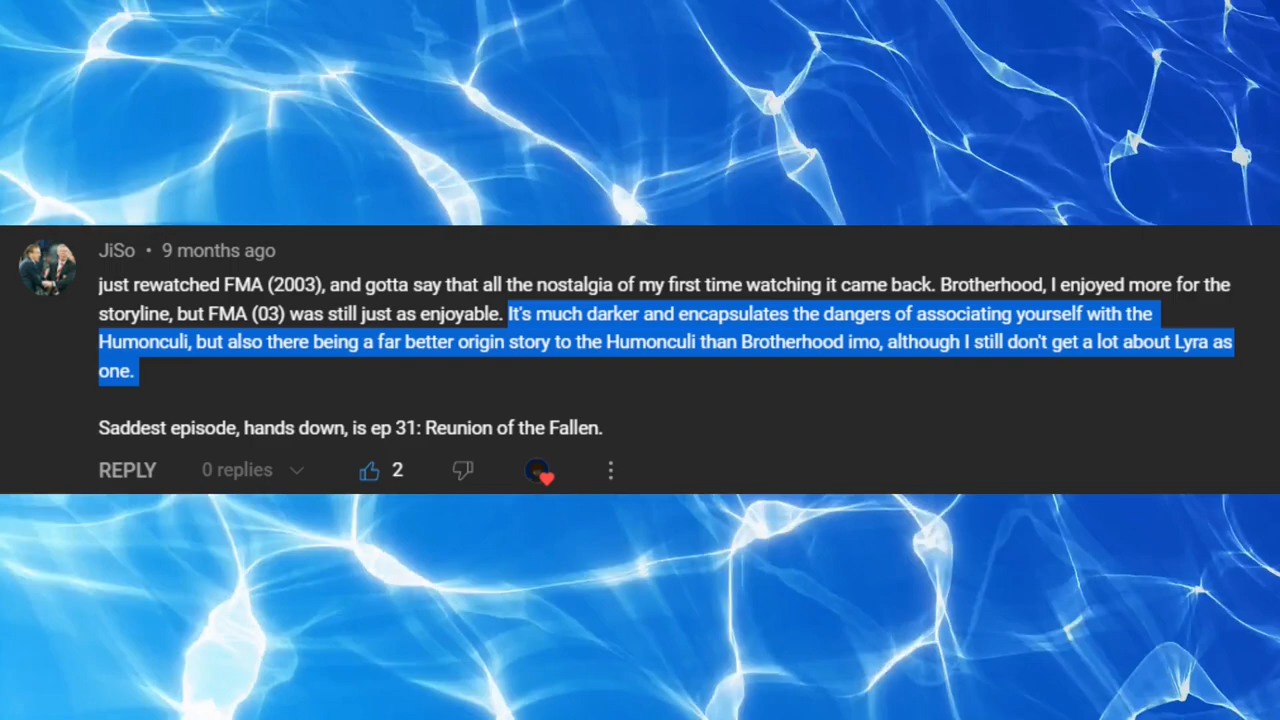 JiSo • 9 months ago
just rewatched FMA (2003), and gotta say that all the nostalgia of my first time watching it came back. Brotherhood, I enjoyed more for the
storyline, but FMA (03) was still just as enjoyable. It's much darker and encapsulates the dangers of associating yourself with the
Humonculi, but also there being a far better origin story to the Humonculi than Brotherhood imo, although I still don't get a lot about Lyra as
one.
Saddest episode, hands down, is ep 31: Reunion of the Fallen.
REPLY 0 replies 2